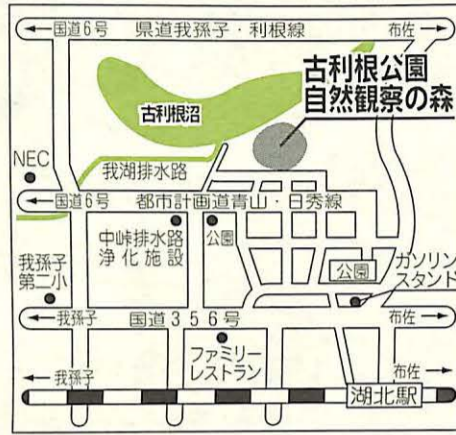 国道6号
県道我孫子・利根線
布佐
古利根沼
古利根公園
自然観察の森
NEC
我湖排水路
国道6号
都市計画道青山・日秀線
中峠排水路
浄化施設
公園
公園
ガソリン
スタンド
我孫子
第二小
我孫子
国道356号
布佐
ファミリー
レストラン
我孫子
布佐
湖北駅